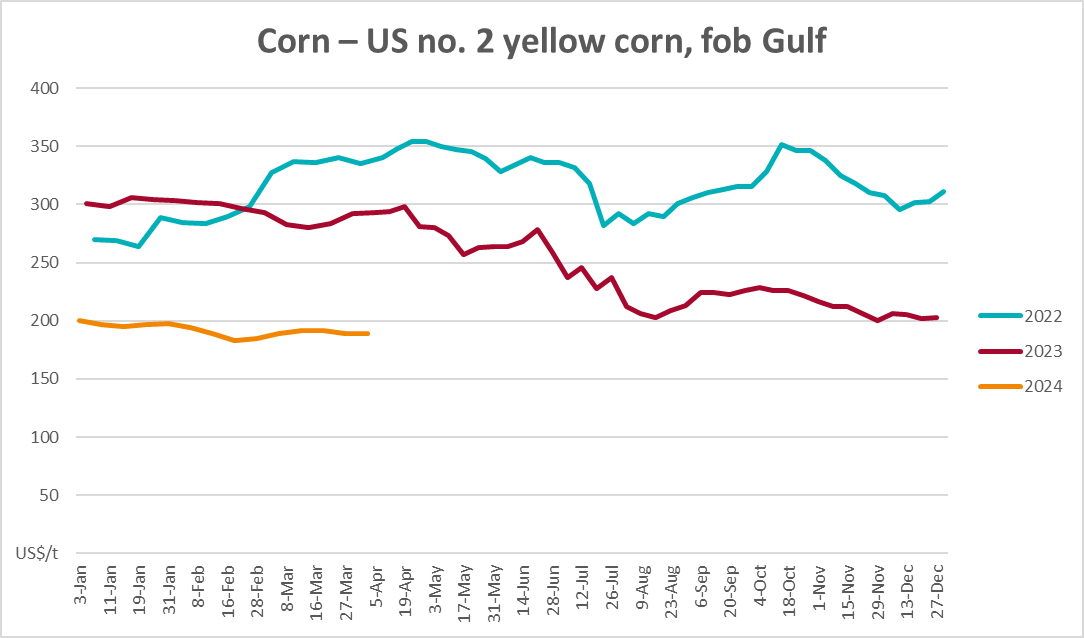 Corn – US no. 2 yellow corn, fob Gulf
400
350
300
250
200
150
100
50
US$/t
3-Jan
11-Jan
19-Jan
31-Jan
8-Feb
16-Feb
28-Feb
8-Mar
16-Mar
27-Mar
5-Apr
19-Apr
3-May
17-May
31-May
14-Jun
28-Jun
12-Jul
26-Jul
9-Aug
23-Aug
6-Sep
20-Sep
4-Oct
18-Oct
1-Nov
15-Nov
29-Nov
13-Dec
27-Dec
2022
2023
2024